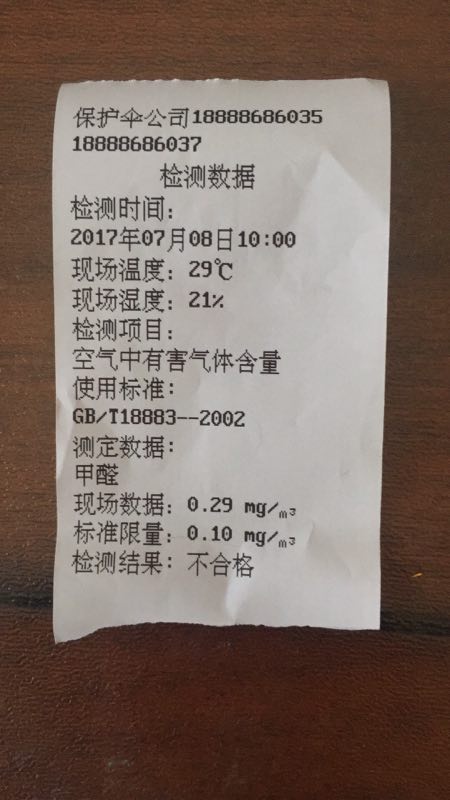 保护伞公司18888686035
18888686037
检测数据
检测时间：
2017年07月08日10:00
现场温度：29℃
现场湿度：21%
检测项目：
空气中有害气体含量
使用标准：
GB/T18883--2002
测定数据：
甲醛
现场数据：0.29 mg/m³
标准限量：0.10 mg/m³
检测结果：不合格